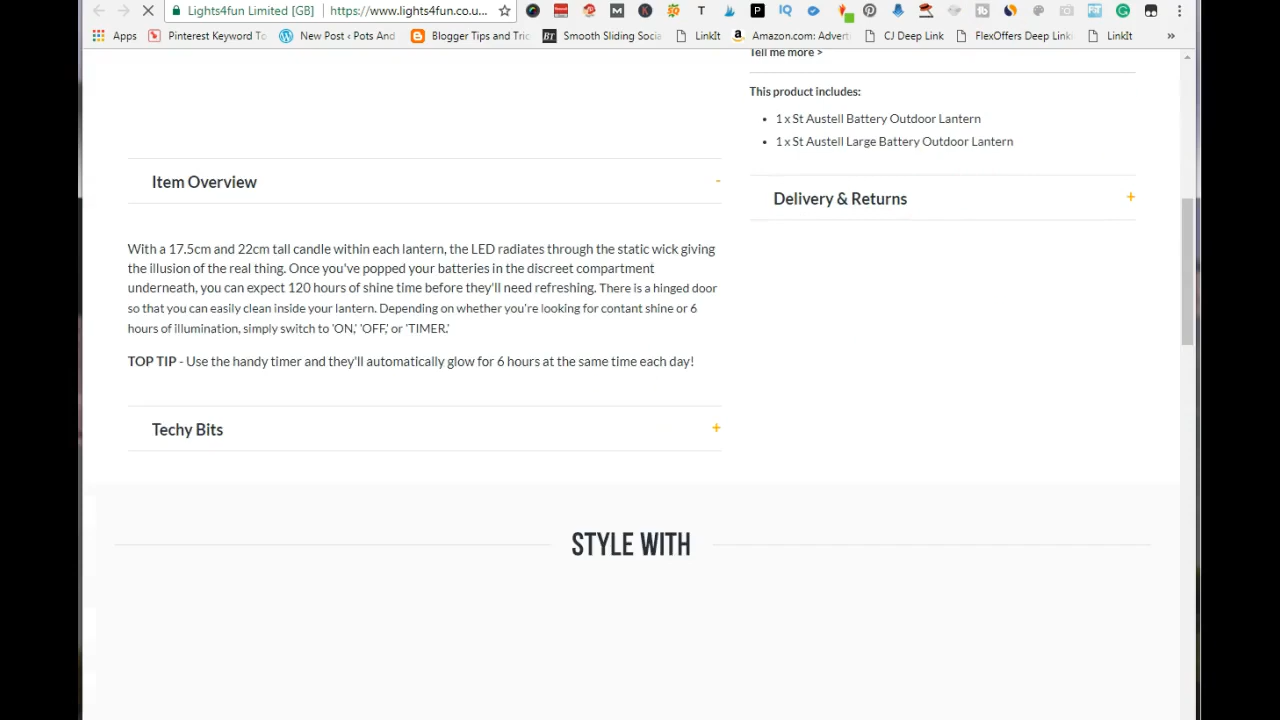 Lights4fun Limited [GB] https://www.lights4fun.co.u...
Apps Pinterest Keyword To New Post ‹ Pots And Blogger Tips and Tric Smooth Sliding Socia LinkIt Amazon.com: Advert CJ Deep Link FlexOffers Deep Link LinkIt »
Tell me more >
This product includes:
• 1 x St Austell Battery Outdoor Lantern
• 1 x St Austell Large Battery Outdoor Lantern
Item Overview -
Delivery & Returns +
With a 17.5cm and 22cm tall candle within each lantern, the LED radiates through the static wick giving
the illusion of the real thing. Once you've popped your batteries in the discreet compartment
underneath, you can expect 120 hours of shine time before they'll need refreshing. There is a hinged door
so that you can easily clean inside your lantern. Depending on whether you're looking for contant shine or 6
hours of illumination, simply switch to 'ON,' 'OFF,' or 'TIMER.'
TOP TIP - Use the handy timer and they'll automatically glow for 6 hours at the same time each day!
Techy Bits +
STYLE WITH